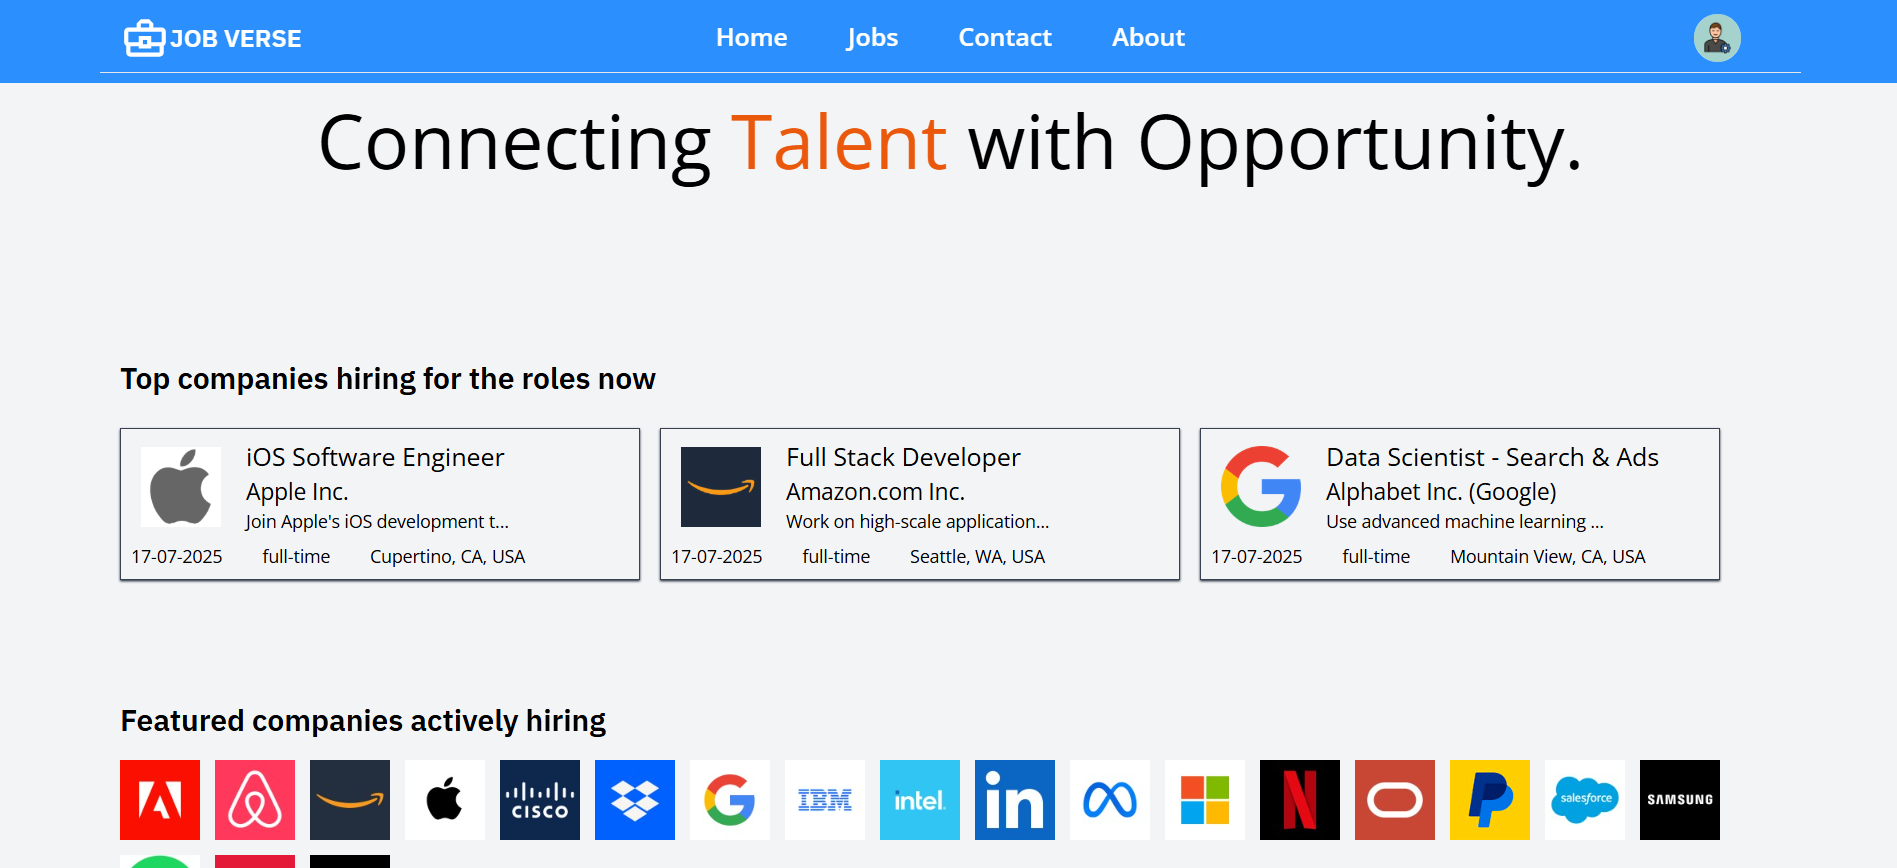 JOB VERSE
Home Jobs Contact About
Connecting Talent with Opportunity.
Top companies hiring for the roles now
iOS Software Engineer
Apple Inc.
Join Apple's iOS development t...
17-07-2025 full-time Cupertino, CA, USA
Full Stack Developer
Amazon.com Inc.
Work on high-scale application...
17-07-2025 full-time Seattle, WA, USA
Data Scientist - Search & Ads
Alphabet Inc. (Google)
Use advanced machine learning ...
17-07-2025 full-time Mountain View, CA, USA
Featured companies actively hiring
CISCO
IBM
intel.
in
salesforce
SAMSUNG